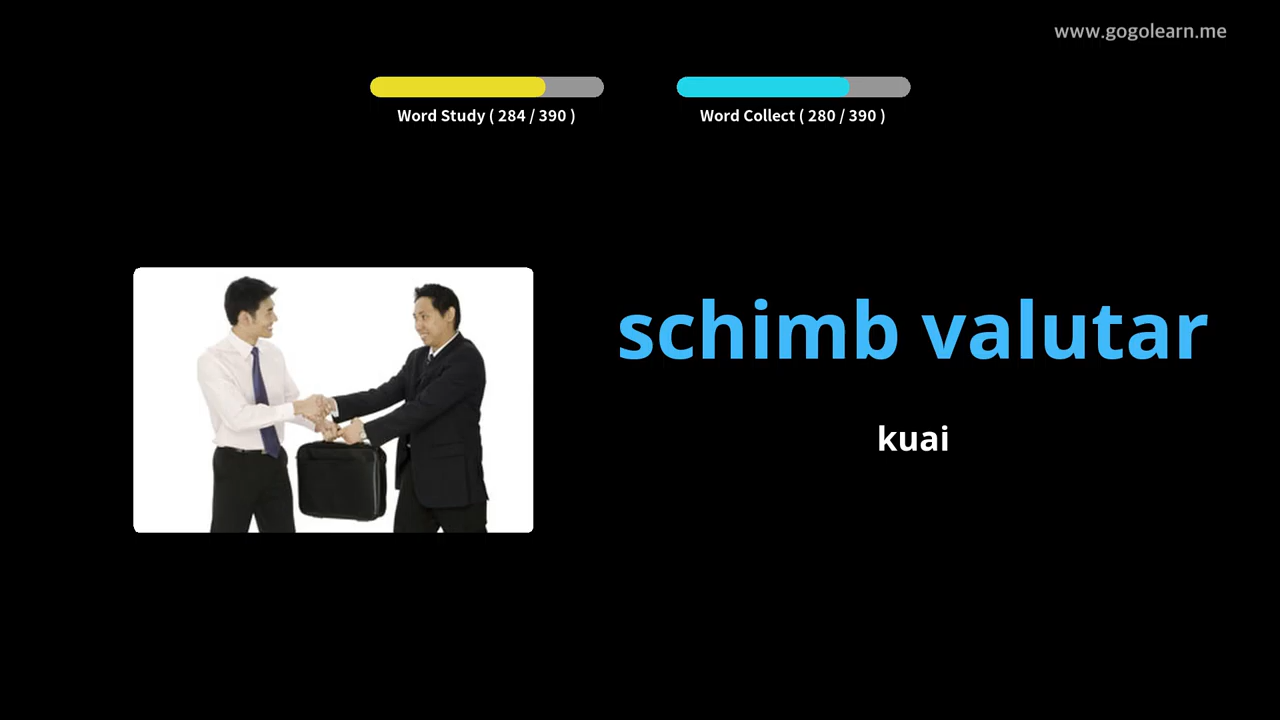 www.gogolearn.me
Word Study ( 284 / 390 )
Word Collect ( 280 / 390 )
schimb valutar
kuai